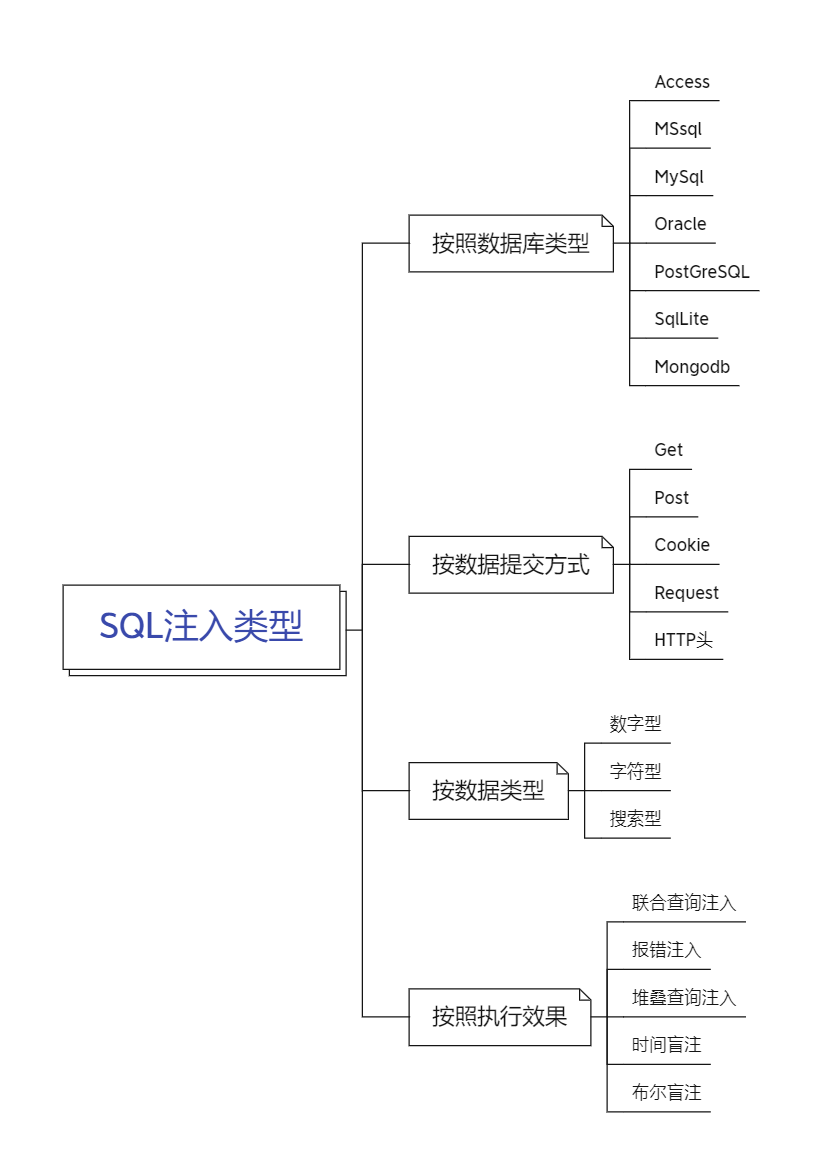 SQL注入类型
按照数据库类型
Access
MSsql
MySql
Oracle
PostGreSQL
SqlLite
Mongodb
按数据提交方式
Get
Post
Cookie
Request
HTTP头
按数据类型
数字型
字符型
搜索型
按照执行效果
联合查询注入
报错注入
堆叠查询注入
时间盲注
布尔盲注